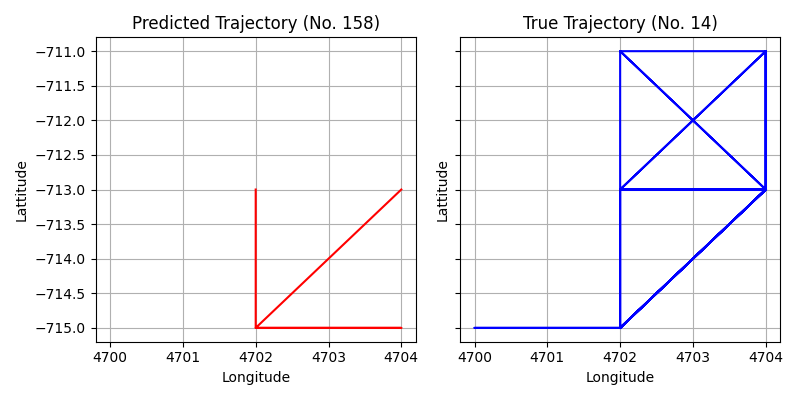 Predicted Trajectory (No. 158)
True Trajectory (No. 14)
Lattitude
−711.0
−711.5
−712.0
−712.5
−713.0
−713.5
−714.0
−714.5
−715.0
4700 4701 4702 4703 4704
Longitude
Lattitude
4700 4701 4702 4703 4704
Longitude